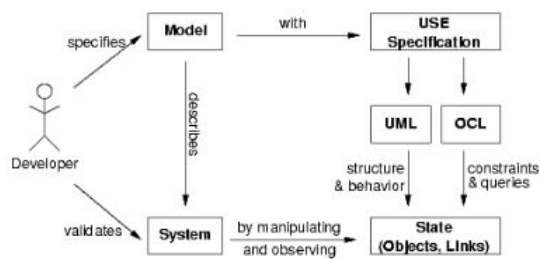 Model
with
USE
Specification
specifies
describes
UML
OCL
Developer
structure
& behavior
constraints
& queries
validates
System
by manipulating
and observing
State
(Objects, Links)